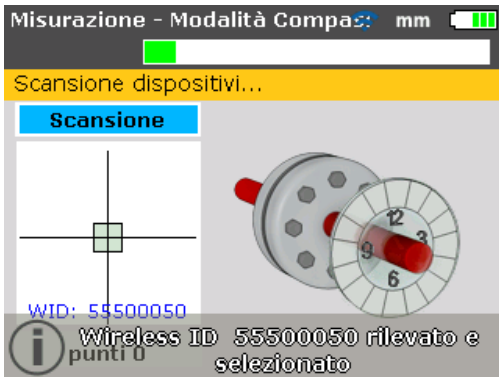 Misurazione - Modalità Compas: mm
Scansione dispositivi...
Scansione
12
3
9
6
WID: 55500050
Wireless ID 55500050 rilevato e
punti 0
selezionato